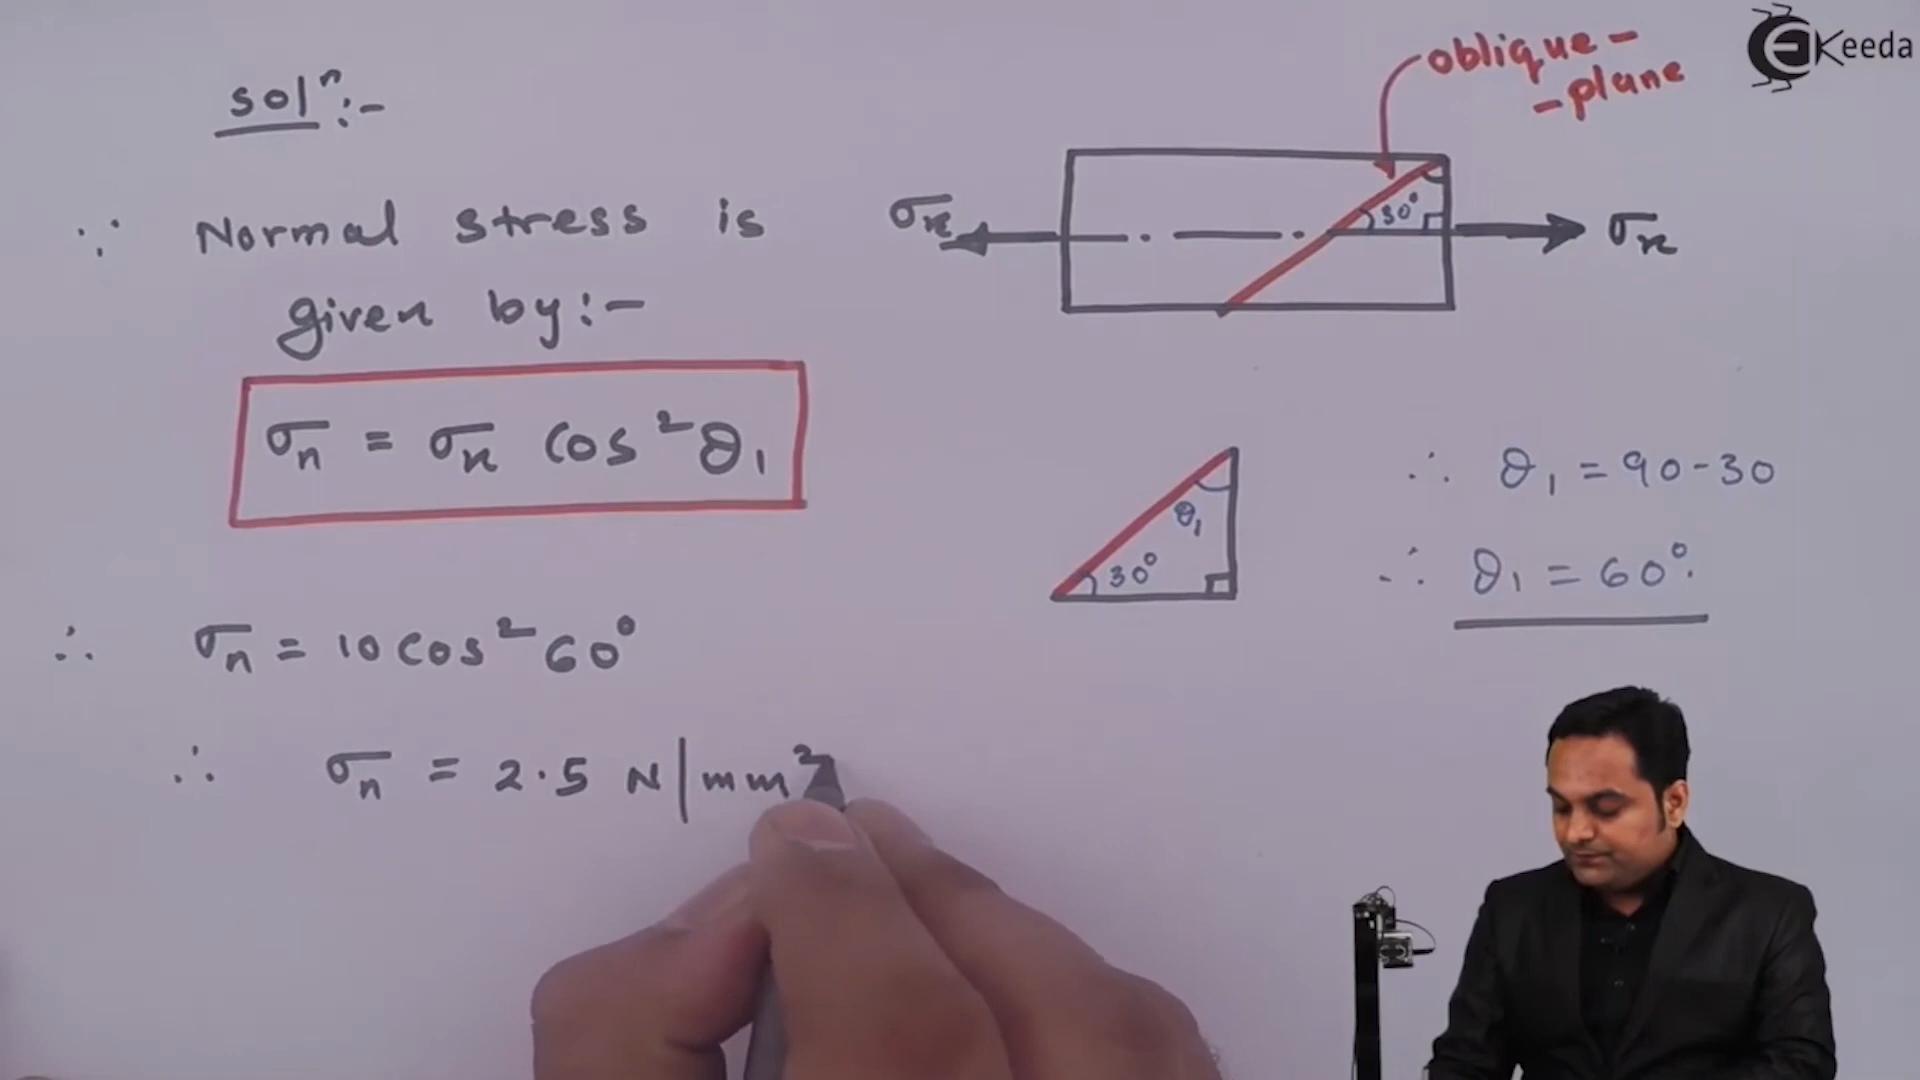 Ekeeda
oblique -
- plane
solⁿ:-
∵ Normal stress is
given by:-
σx
30°
σx
σn = σx cos²θ₁
θ₁
30°
∴ θ₁ = 90-30
∴ θ₁ = 60°.
∴ σn = 10 cos² 60°
∴ σn = 2.5 N|mm²